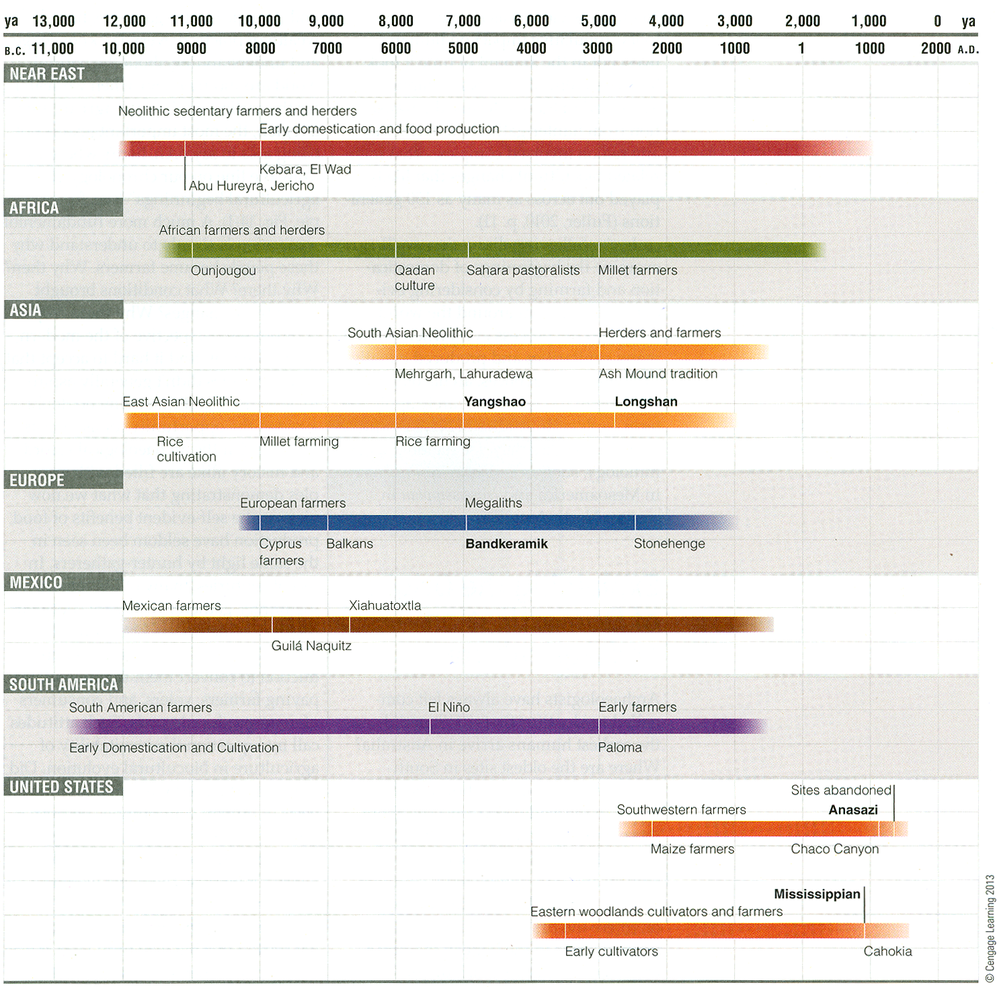 ya 13,000 12,000 11,000 10,000 9,000 8,000 7,000 6,000 5,000 4,000 3,000 2,000 1,000 0 ya
B.C. 11,000 10,000 9000 8000 7000 6000 5000 4000 3000 2000 1000 1 1000 2000 A.D.
NEAR EAST
Neolithic sedentary farmers and herders
Early domestication and food production
Kebara, El Wad
Abu Hureyra, Jericho
AFRICA
African farmers and herders
Ounjougou
Qadan
culture
Sahara pastoralists
Millet farmers
ASIA
South Asian Neolithic
Herders and farmers
Mehrgarh, Lahuradewa
Ash Mound tradition
East Asian Neolithic
Yangshao
Longshan
Rice
cultivation
Millet farming
Rice farming
EUROPE
European farmers
Megaliths
Cyprus
farmers
Balkans
Bandkeramik
Stonehenge
MEXICO
Mexican farmers
Xiahuatoxtla
Guilá Naquitz
SOUTH AMERICA
South American farmers
El Niño
Early farmers
Early Domestication and Cultivation
Paloma
UNITED STATES
Sites abandoned
Southwestern farmers
Anasazi
Maize farmers
Chaco Canyon
Mississippian
Eastern woodlands cultivators and farmers
Early cultivators
Cahokia
© Cengage Learning 2013